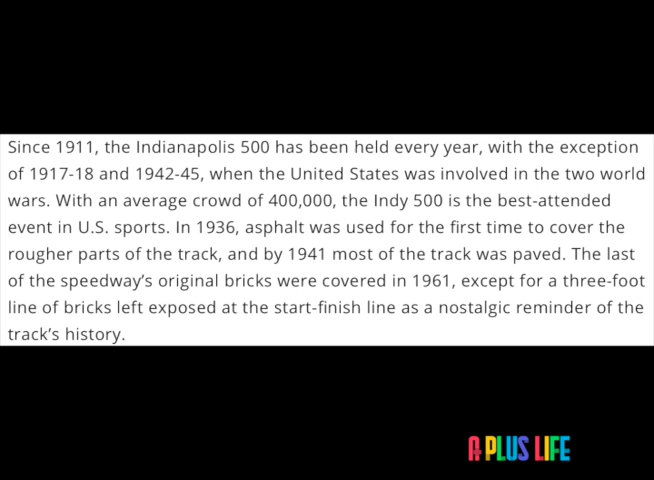 Since 1911, the Indianapolis 500 has been held every year, with the exception
of 1917-18 and 1942-45, when the United States was involved in the two world
wars. With an average crowd of 400,000, the Indy 500 is the best-attended
event in U.S. sports. In 1936, asphalt was used for the first time to cover the
rougher parts of the track, and by 1941 most of the track was paved. The last
of the speedway’s original bricks were covered in 1961, except for a three-foot
line of bricks left exposed at the start-finish line as a nostalgic reminder of the
track’s history.
A PLUS LIFE